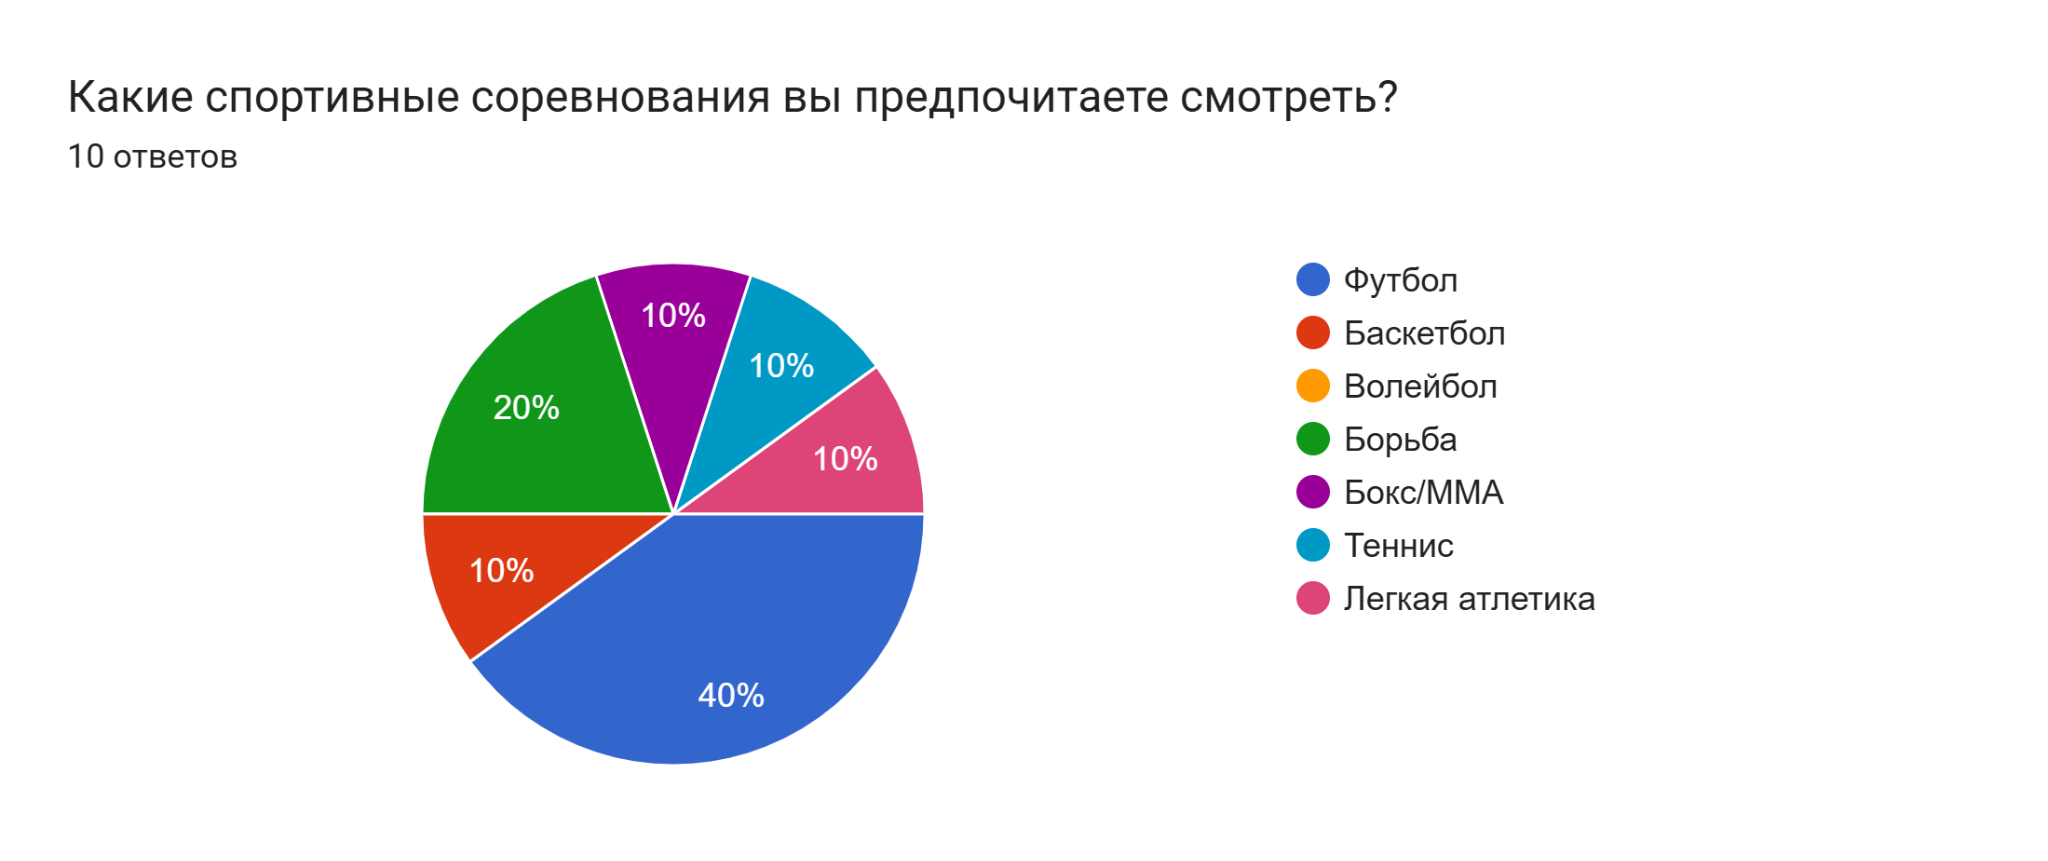 Какие спортивные соревнования вы предпочитаете смотреть?
10 ответов
10%
10%
20%
10%
10%
40%
Футбол
Баскетбол
Волейбол
Борьба
Бокс/ММА
Теннис
Легкая атлетика